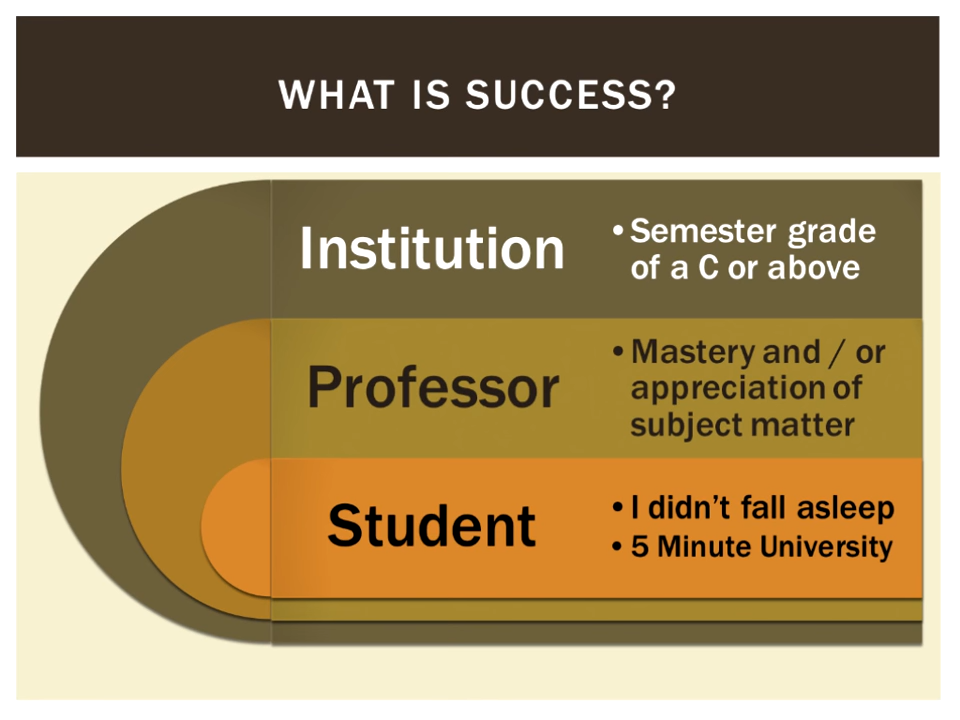 WHAT IS SUCCESS?
Institution
•Semester grade
of a C or above
Professor
•Mastery and / or
appreciation of
subject matter
Student
•I didn't fall asleep
•5 Minute University